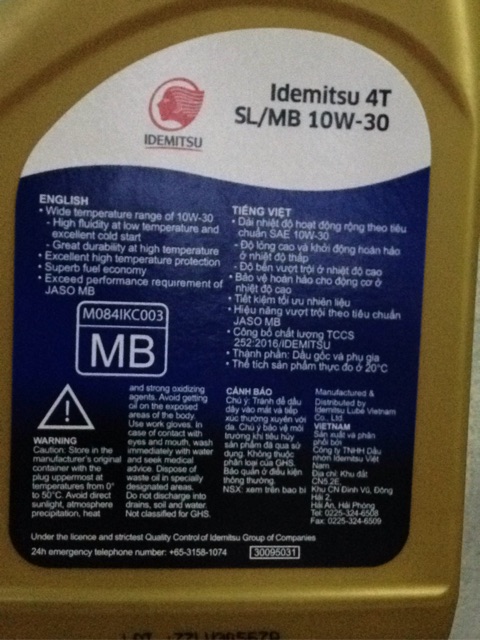 IDEMITSU
Idemitsu 4T
SL/MB 10W-30
ENGLISH
• Wide temperature range of 10W-30
- High fluidity at low temperature and
excellent cold start
- Great durability at high temperature
• Excellent high temperature protection
• Superb fuel economy
• Exceed performance requirement of
JASO MB
M084IKC003
MB
TIẾNG VIỆT
• Dải nhiệt độ hoạt động rộng theo tiêu
chuẩn SAE 10W-30
- Độ lỏng cao và khởi động hoàn hảo
ở nhiệt độ thấp
- Độ bền vượt trội ở nhiệt độ cao
• Bảo vệ hoàn hảo cho động cơ ở
nhiệt độ cao
• Tiết kiệm tối ưu nhiên liệu
• Hiệu năng vượt trội theo tiêu chuẩn
JASO MB
• Công bố chất lượng TCCS
252:2016/IDEMITSU
• Thành phần: Dầu gốc và phụ gia
• Thể tích sản phẩm thực đo ở 20°C
WARNING
Caution: Store in the
manufacturer's original
container with the
plug uppermost at
temperatures from 0°
to 50°C. Avoid direct
sunlight, atmosphere
precipitation, heat
and strong oxidizing
agents. Avoid getting
oil on the exposed
areas of the body.
Use work gloves. In
case of contact with
eyes and mouth, wash
immediately with water
and seek medical
advice. Dispose of
waste oil in specially
designated areas.
Do not discharge into
drains, soil and water.
Not classified for GHS.
CẢNH BÁO
Chú ý: Tránh để dầu
dây vào mắt và tiếp
xúc thường xuyên với
da. Chú ý bảo vệ môi
trường khi tiêu hủy
sản phẩm đã qua sử
dụng. Không thuộc
phân loại của GHS.
Bảo quản ở điều kiện
thông thường.
NSX: xem trên bao bì
Manufactured &
Distributed by
Idemitsu Lube Vietnam
Co., Ltd.
VIETNAM
Sản xuất và phân
phối bởi
Công ty TNHH Dầu
nhờn Idemitsu Việt
Nam
Địa chỉ: Khu đất
CN5.2E,
Khu CN Đình Vũ, Đông
Hải 2,
Hải An, Hải Phòng
Tel: 0225-324-6508
Fax: 0225-324-6509
Under the licence and strictest Quality Control of Idemitsu Group of Companies
24h emergency telephone number: +65-3158-1074
30095031